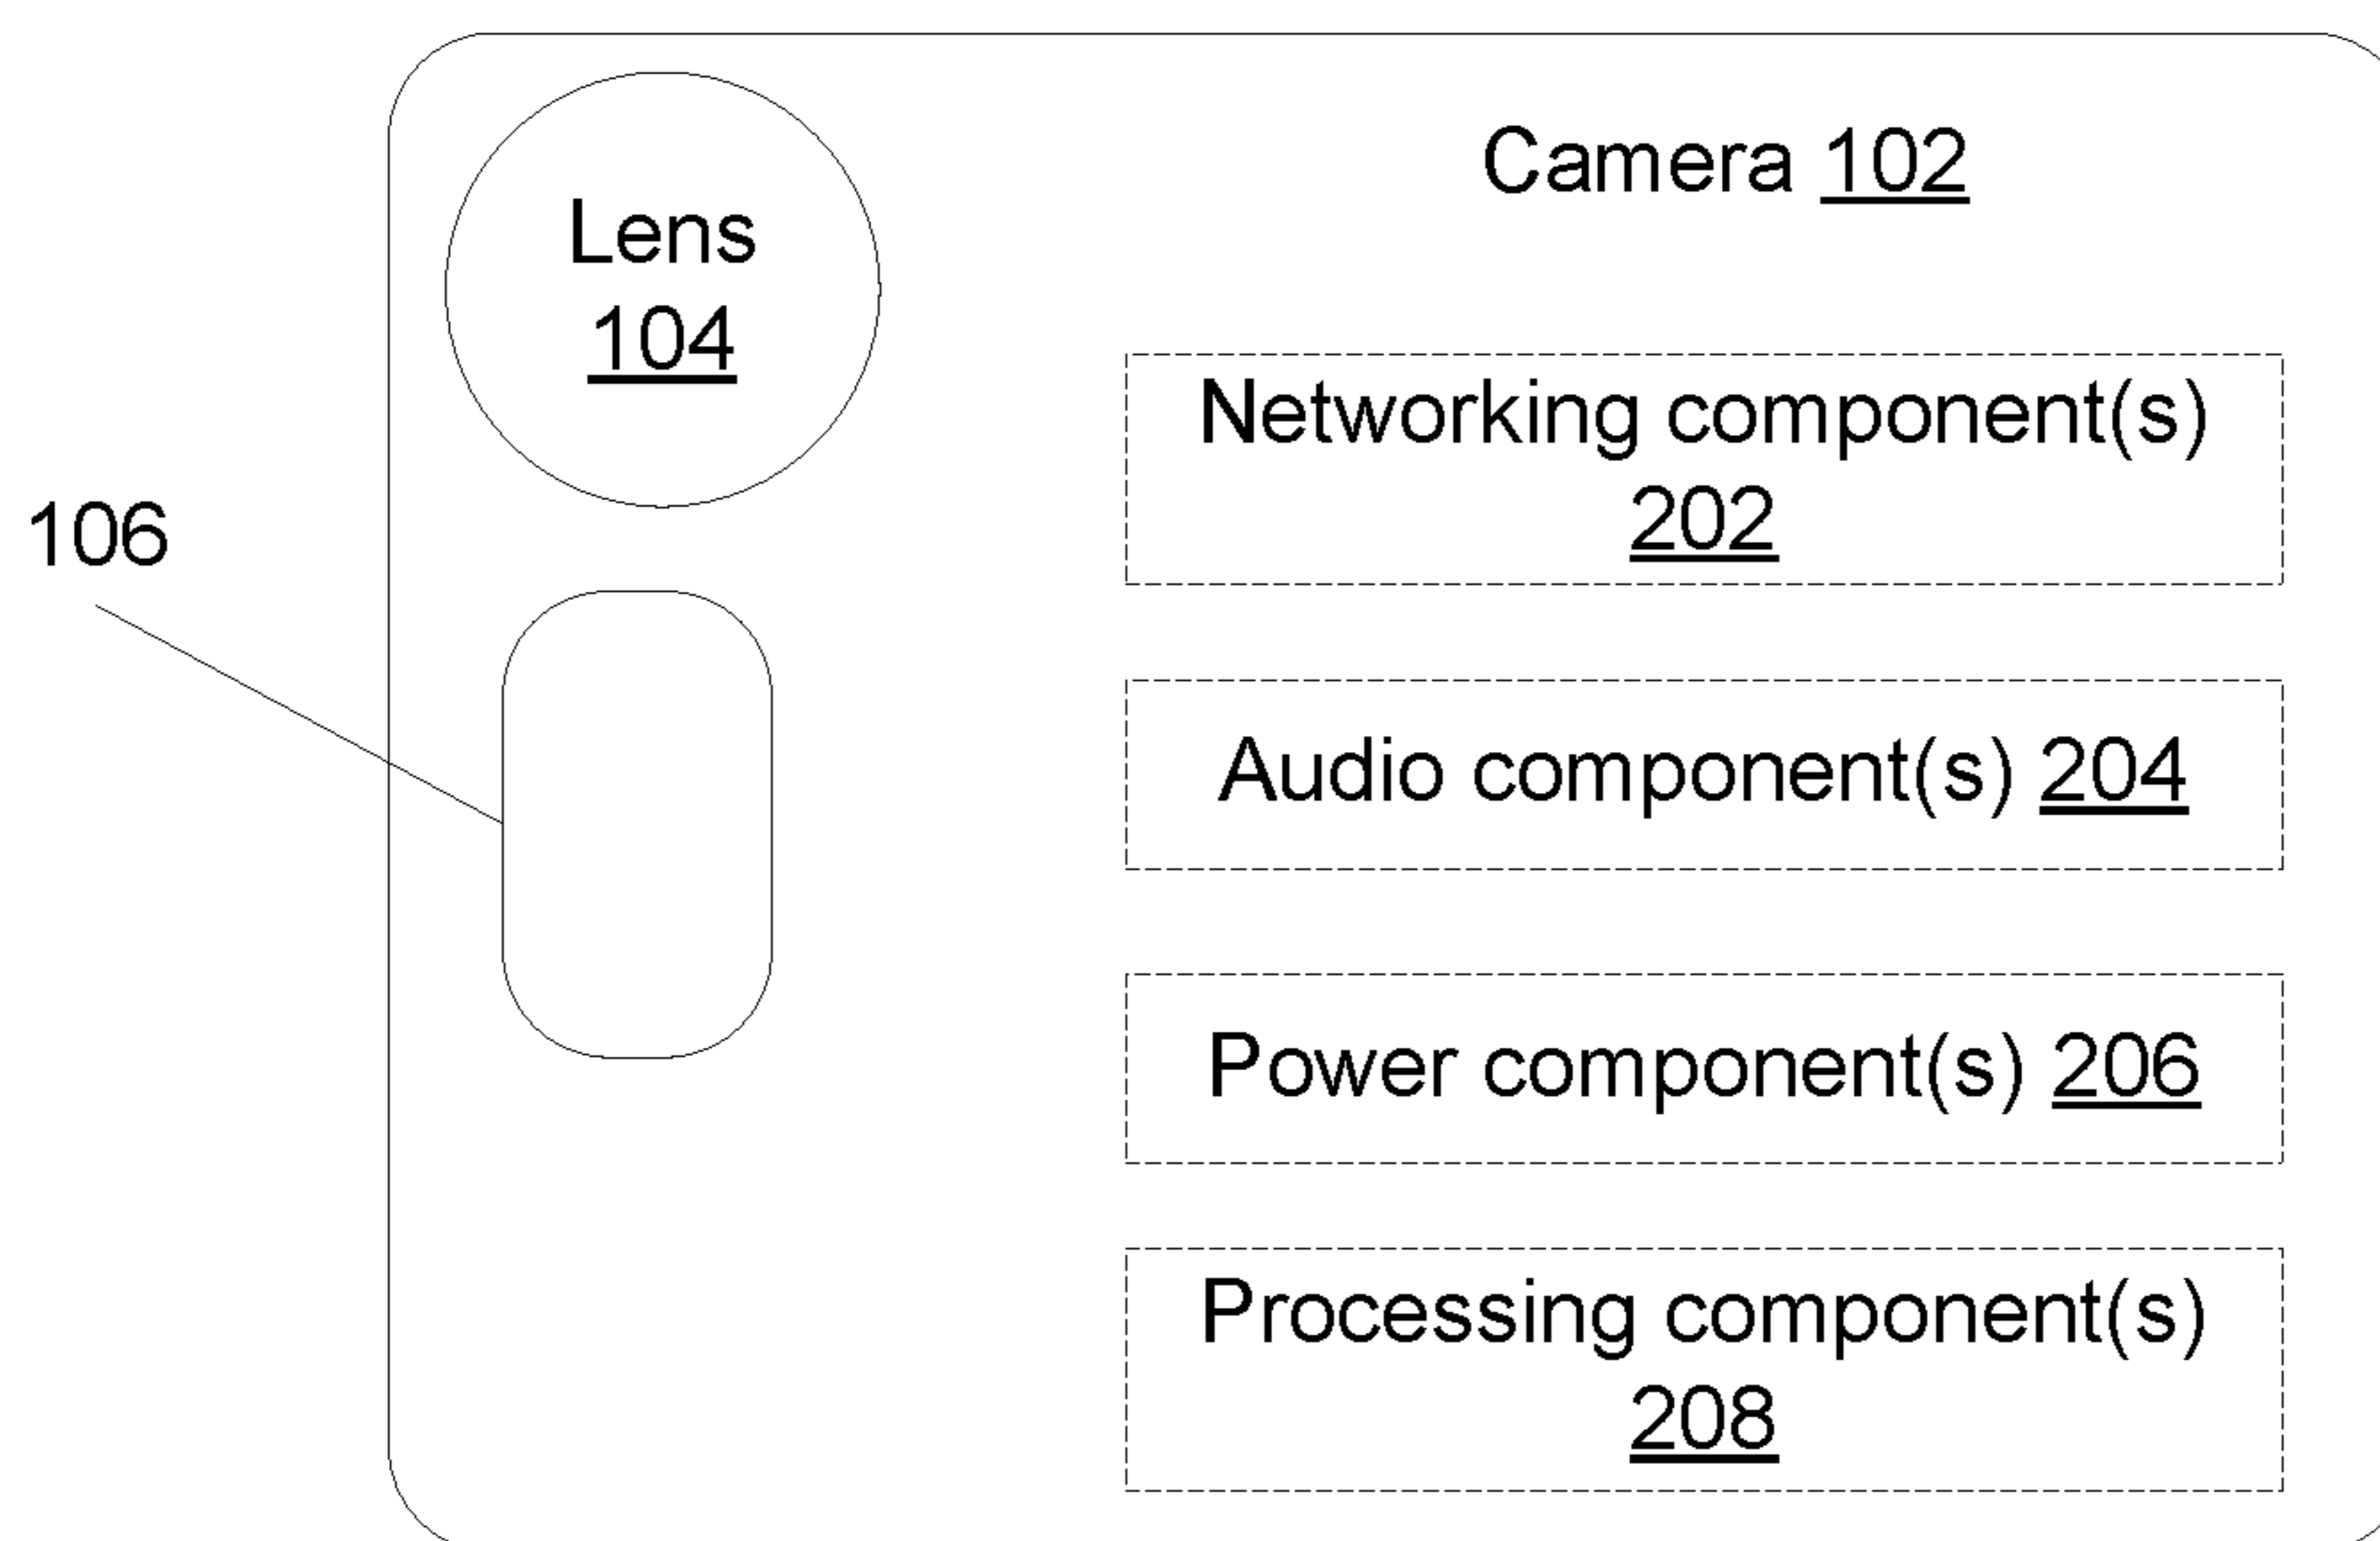 Camera 102
Lens
104
Networking component(s)
202
106
Audio component(s) 204
Power component(s) 206
Processing component(s)
208